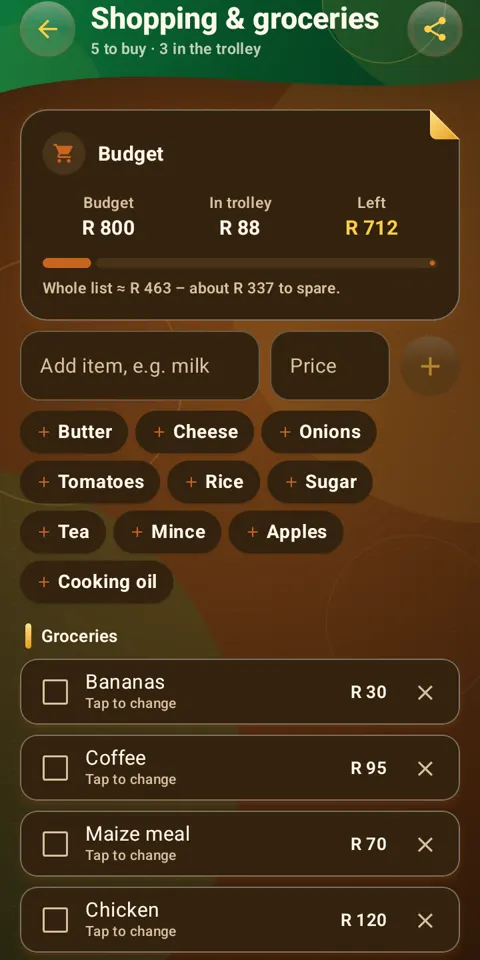 Shopping & groceries
5 to buy · 3 in the trolley
Budget
Budget In trolley Left
R 800 R 88 R 712
Whole list ≈ R 463 – about R 337 to spare.
Add item, e.g. milk Price +
+ Butter + Cheese + Onions
+ Tomatoes + Rice + Sugar
+ Tea + Mince + Apples
+ Cooking oil
Groceries
Bananas
Tap to change
R 30
Coffee
Tap to change
R 95
Maize meal
Tap to change
R 70
Chicken
Tap to change
R 120